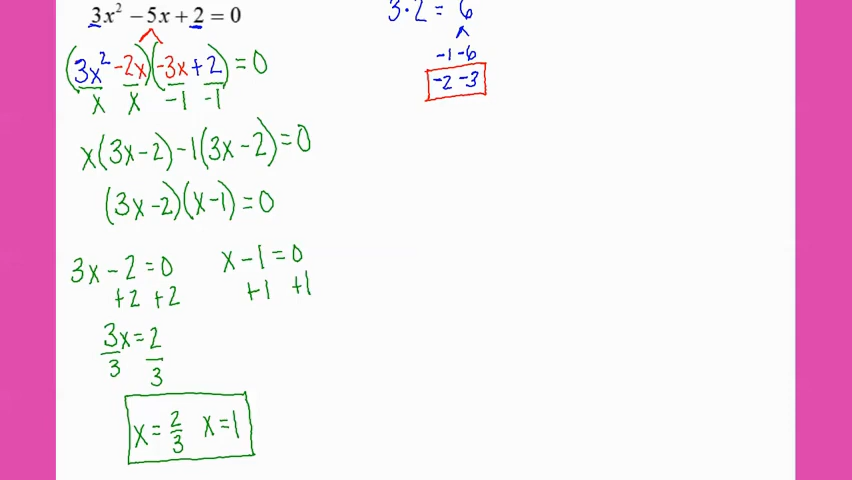 3x² − 5x + 2 = 0
3·2 = 6
-1 -6
-2 -3
(3x² -2x)(-3x +2) = 0
x x -1 -1
x(3x-2) -1(3x-2) = 0
(3x-2)(x-1) = 0
3x - 2 = 0
+2 +2
3x = 2
3 3
x - 1 = 0
+1 +1
x = 2/3 x = 1